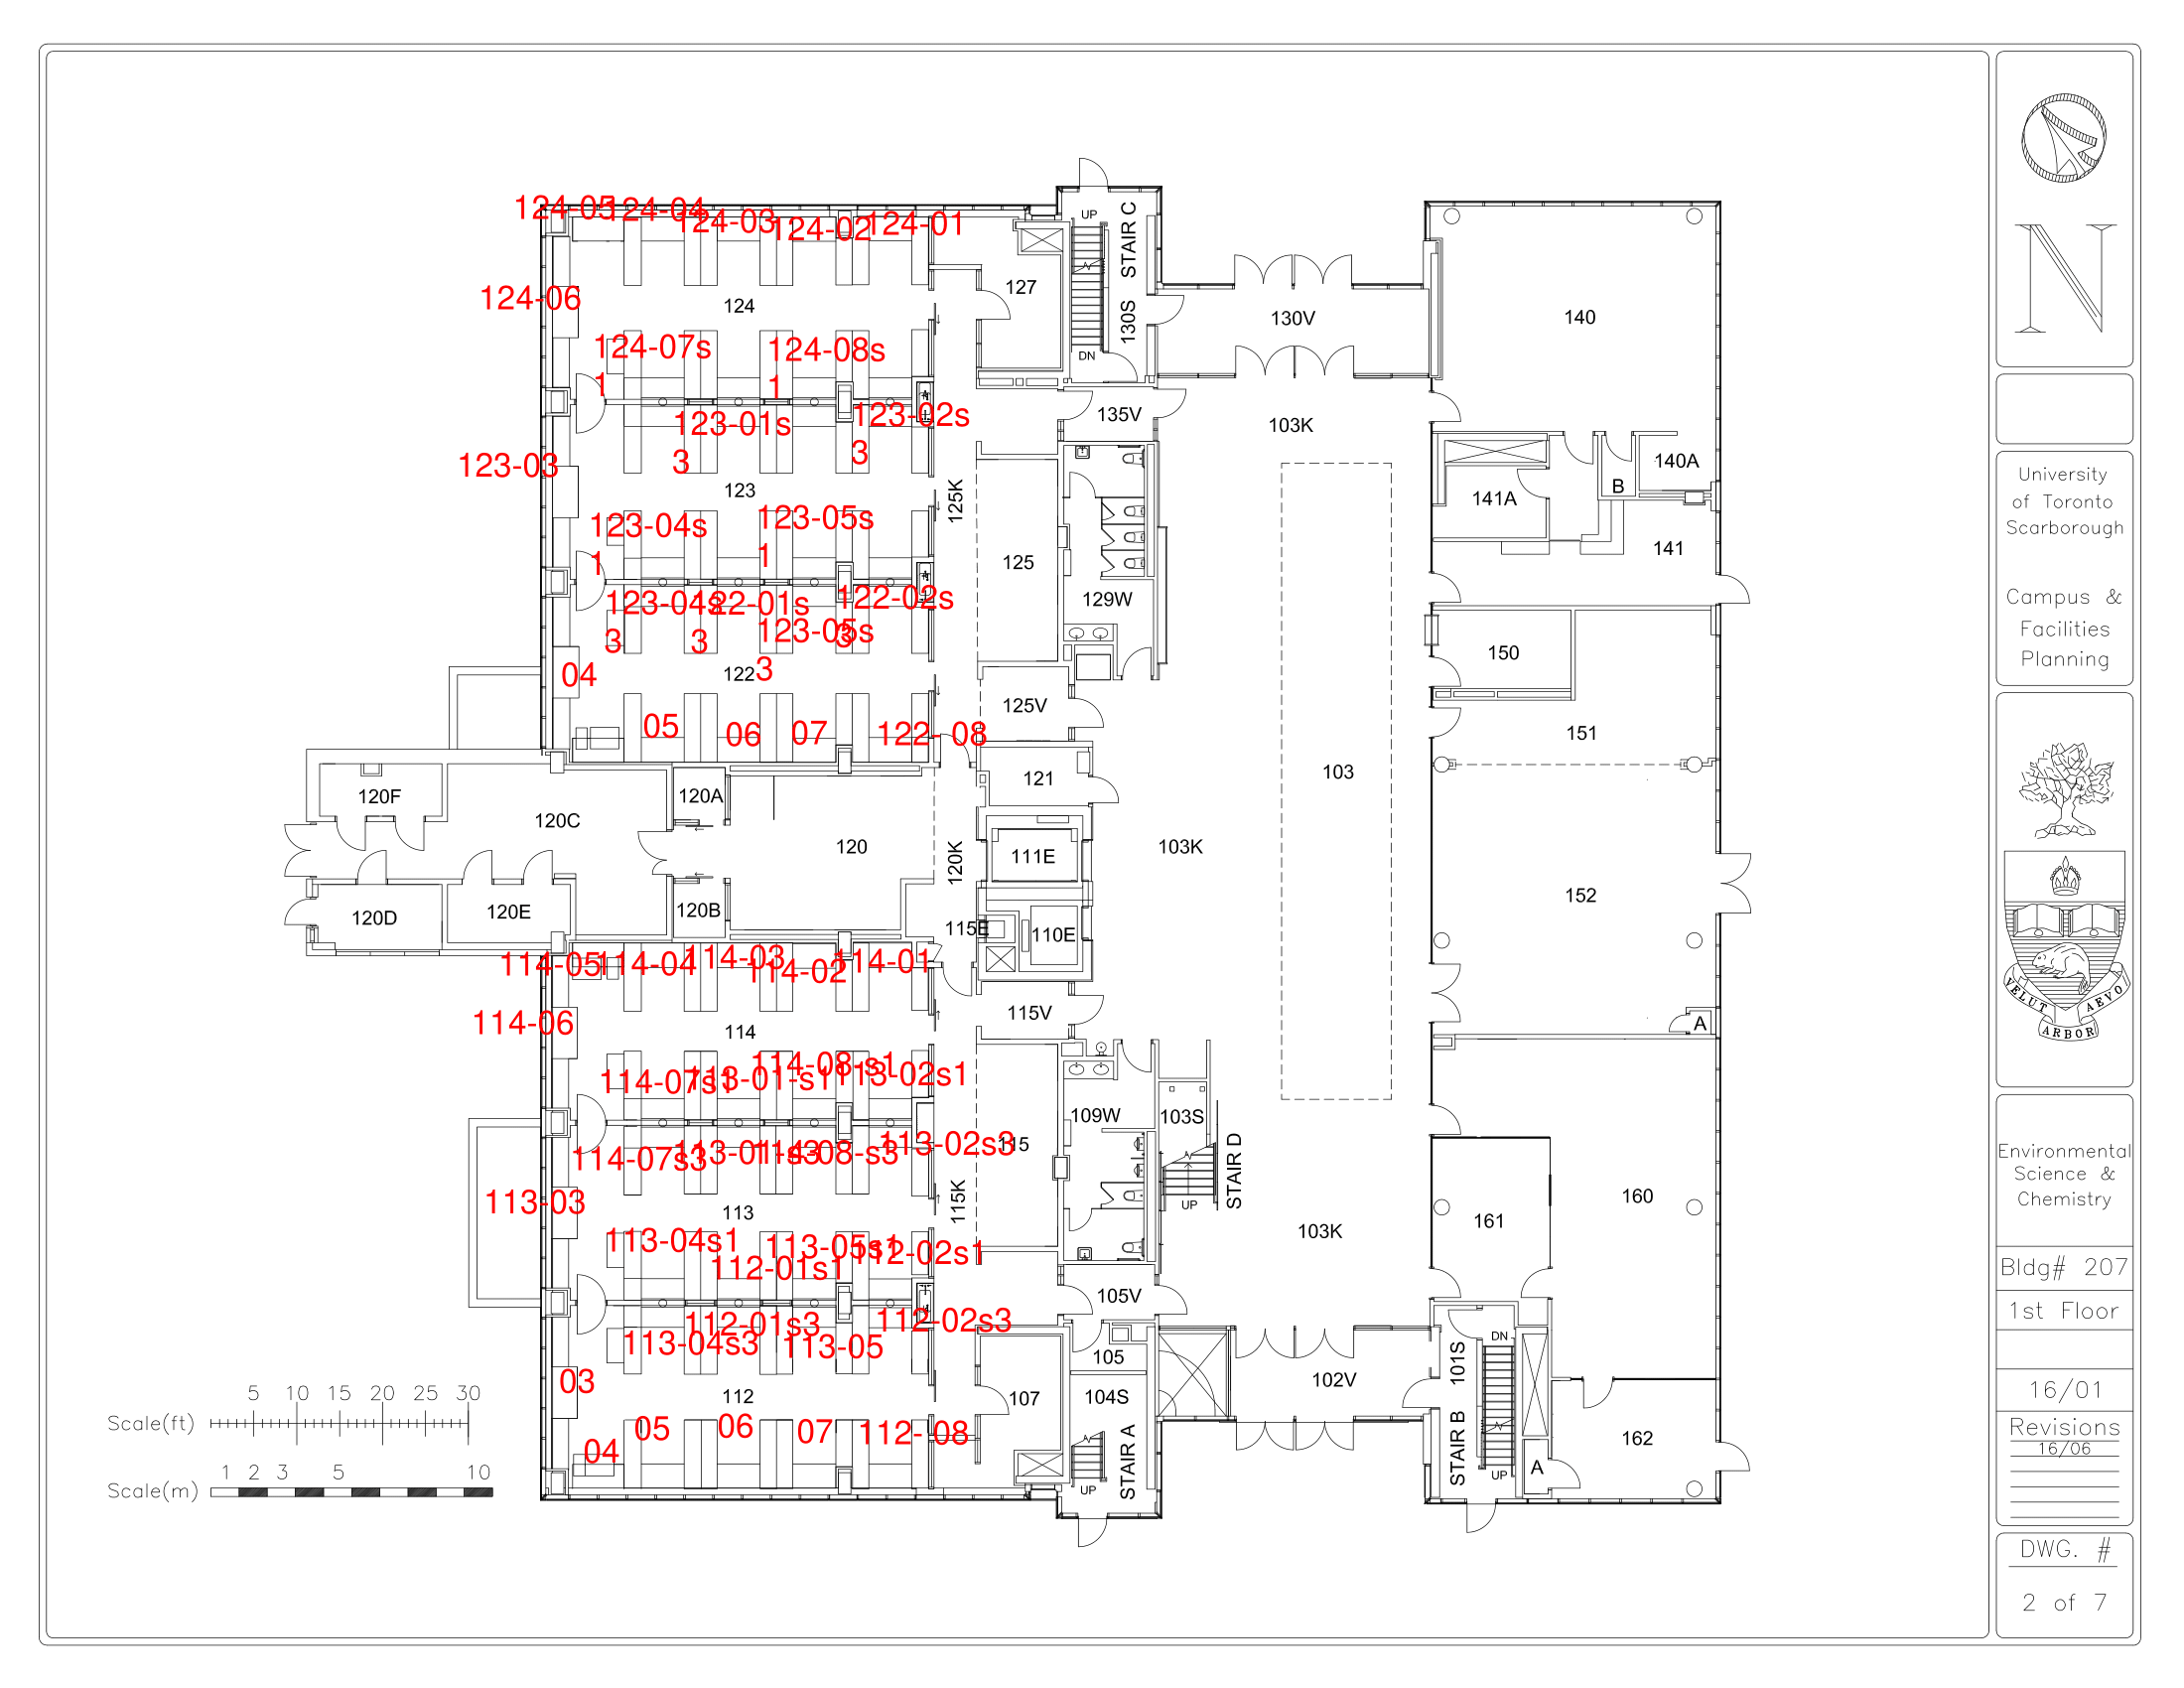 124-05
124-04
124-03
124-02
124-01
124-06
124
124-07s
1
124-08s
1
123-01s
3
123-02s
3
123-03
123
123-04s
1
123-05s
1
123-04s
3
122-01s
3
123-05s
3
122-02s
3
04
122
05
06
07
122-08
120F
120C
120A
120
120D
120E
120B
120K
125K
127
UP
DN
STAIR C
130S
130V
135V
103K
125
129W
125V
121
111E
115E
110E
103K
103
140
140A
B
141A
141
150
151
152
A
114-05
114-04
114-03
114-02
114-01
114-06
114
114-07s1
113-01-s1
114-08-s1
113-02s1
114-07s3
113-01-s3
114-08-s3
113-02s3
113-03
113
113-04s1
113-05s1
112-01s1
112-02s1
112-01s3
113-04s3
113-05
112-02s3
03
112
04
05
06
07
112-08
115V
115
115K
109W
103S
UP
STAIR D
105V
105
104S
107
STAIR A
UP
103K
102V
101S
DN
STAIR B
UP
A
160
161
162
5 10 15 20 25 30
Scale(ft)
1 2 3 5 10
Scale(m)
N
University
of Toronto
Scarborough
Campus &
Facilities
Planning
VELUT ARBOR AEVO
Environmental
Science &
Chemistry
Bldg# 207
1st Floor
16/01
Revisions
16/06
DWG. #
2 of 7